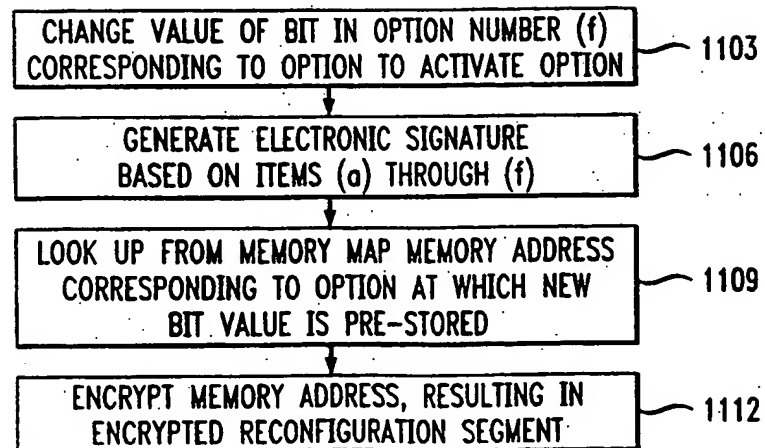 CHANGE VALUE OF BIT IN OPTION NUMBER (f)
CORRESPONDING TO OPTION TO ACTIVATE OPTION
1103
GENERATE ELECTRONIC SIGNATURE
BASED ON ITEMS (a) THROUGH (f)
1106
LOOK UP FROM MEMORY MAP MEMORY ADDRESS
CORRESPONDING TO OPTION AT WHICH NEW
BIT VALUE IS PRE-STORED
1109
ENCRYPT MEMORY ADDRESS, RESULTING IN
ENCRYPTED RECONFIGURATION SEGMENT
1112